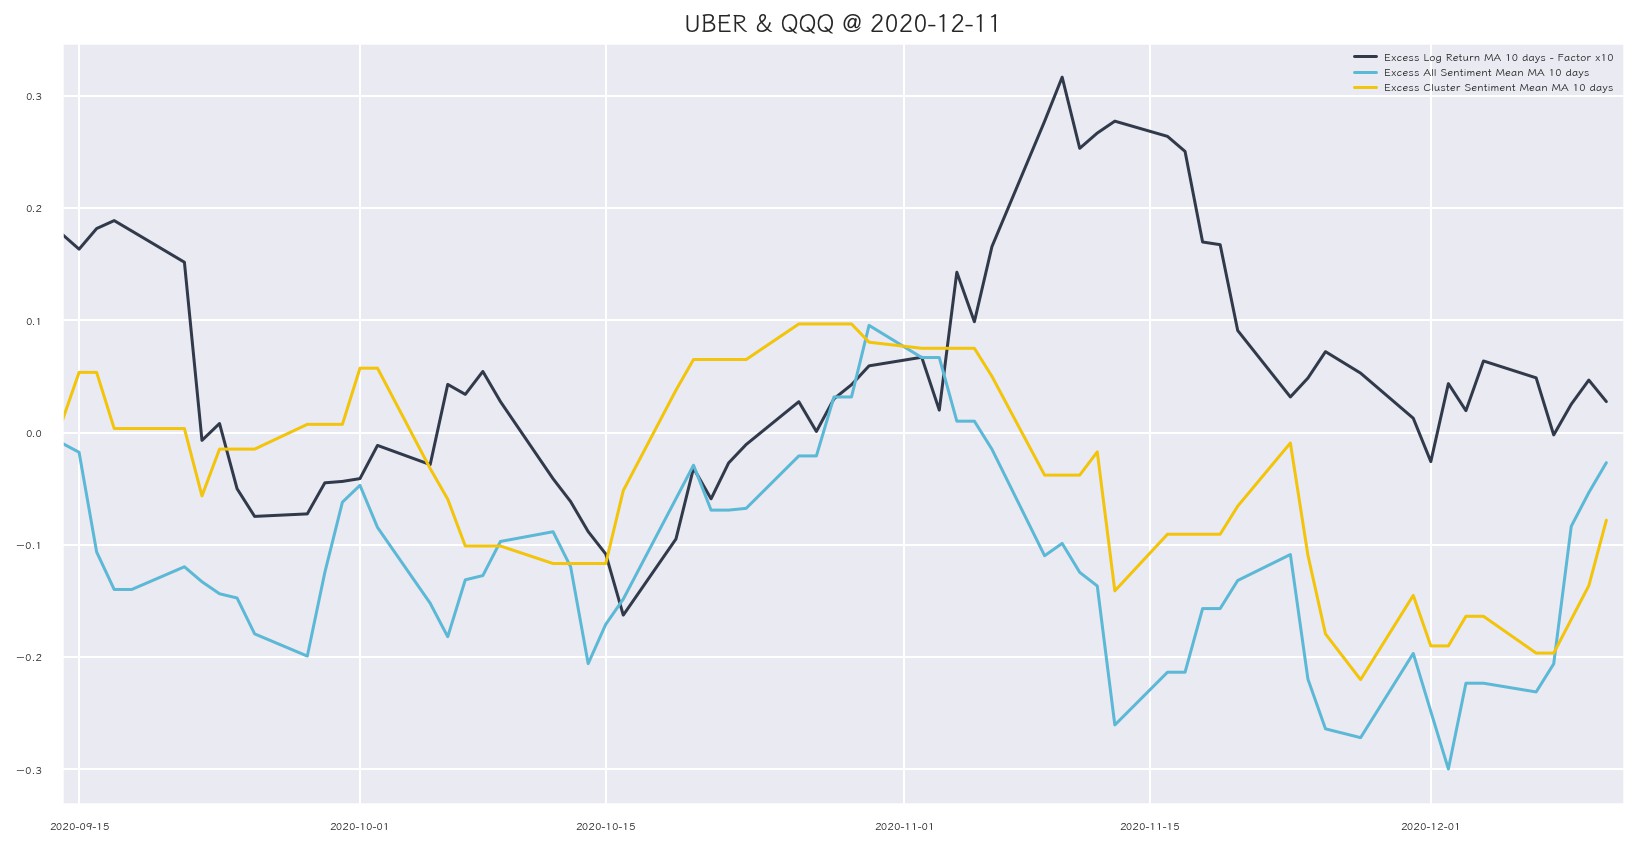 UBER & QQQ @ 2020-12-11
Excess Log Return MA 10 days - Factor x10
Excess All Sentiment Mean MA 10 days
Excess Cluster Sentiment Mean MA 10 days
0.3
0.2
0.1
0.0
−0.1
−0.2
−0.3
2020-09-15 2020-10-01 2020-10-15 2020-11-01 2020-11-15 2020-12-01